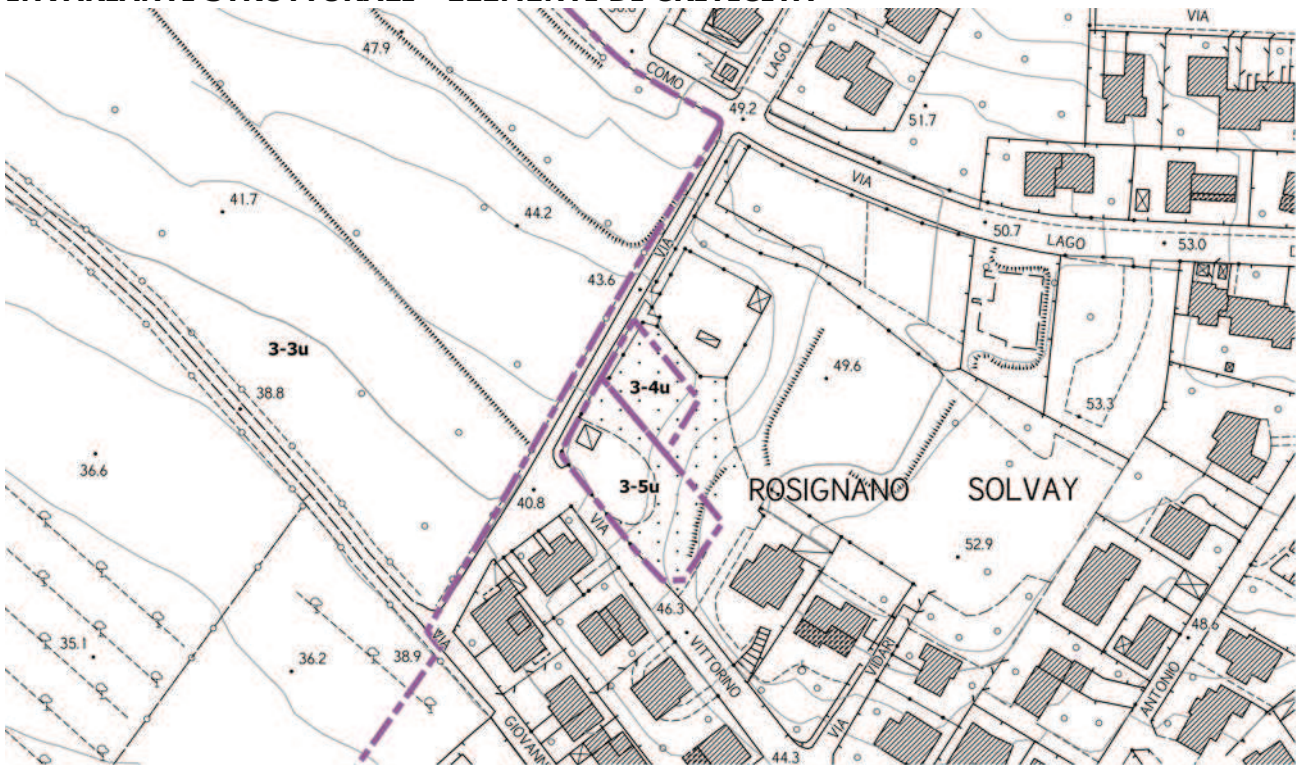 VIA
47.9
COMO
LAGO
49.2
51.7
VIA
41.7
44.2
50.7
LAGO
53.0
VIA
43.6
3-3u
38.8
3-4u
49.6
53.3
36.6
3-5u
ROSIGNANO SOLVAY
40.8
VIA
52.9
46.3
48.6
35.1
36.2
38.9
VIA
VITTORINO
VIDARI
ANTONIO
GIOVANN
VIA
44.3